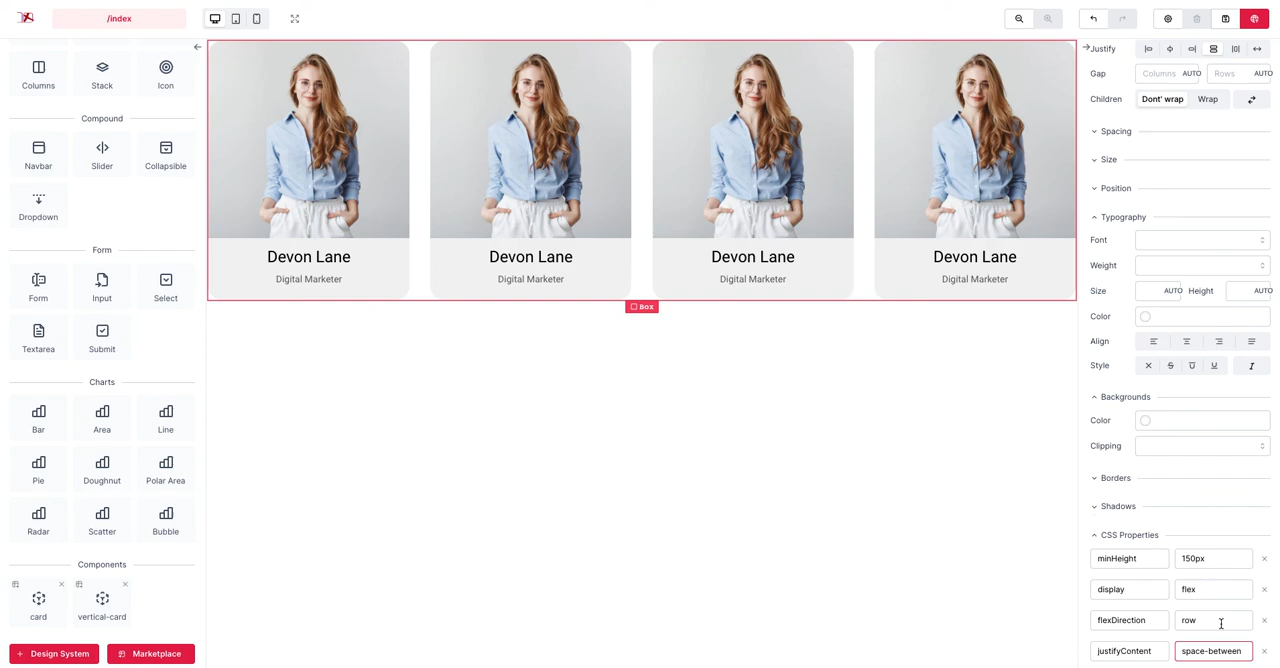 /index
Columns
Stack
Icon
Compound
Navbar
Slider
Collapsible
Dropdown
Form
Form
Input
Select
Textarea
Submit
Charts
Bar
Area
Line
Pie
Doughnut
Polar Area
Radar
Scatter
Bubble
Components
card
vertical-card
+ Design System
Marketplace
Devon Lane
Digital Marketer
Devon Lane
Digital Marketer
Devon Lane
Digital Marketer
Devon Lane
Digital Marketer
Box
Justify
Gap Columns AUTO Rows AUTO
Children Dont' wrap Wrap
Spacing
Size
Position
Typography
Font
Weight
Size AUTO Height AUTO
Color
Align
Style
Backgrounds
Color
Clipping
Borders
Shadows
CSS Properties
minHeight 150px
display flex
flexDirection row
justifyContent space-between